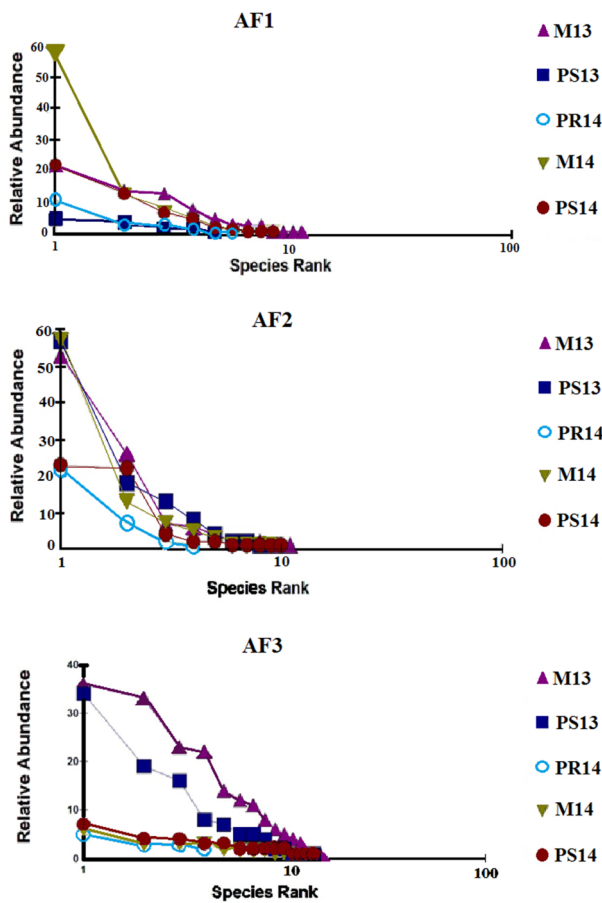 AF1
Relative Abundance
60
50
40
30
20
10
0
1
10
100
Species Rank
M13
PS13
PR14
M14
PS14
AF2
Relative Abundance
60
50
40
30
20
10
0
1
10
100
Species Rank
M13
PS13
PR14
M14
PS14
AF3
Relative Abundance
40
30
20
10
0
1
10
100
Species Rank
M13
PS13
PR14
M14
PS14